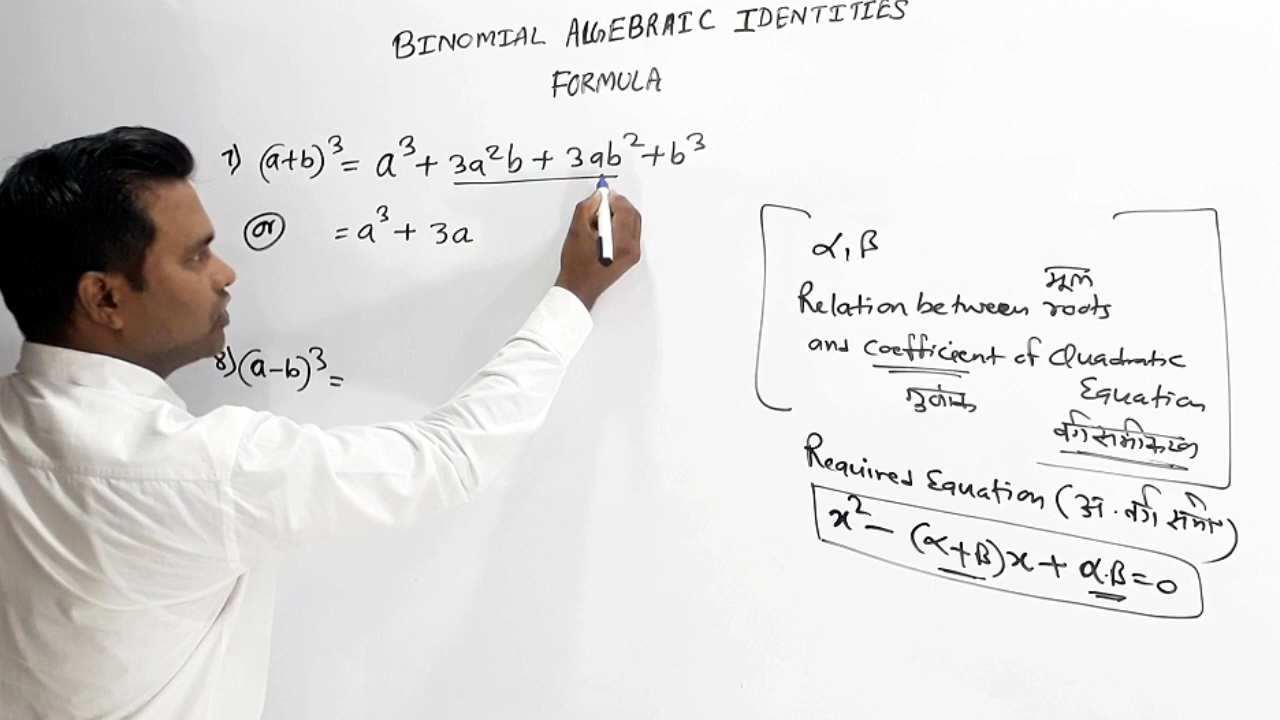 BINOMIAL ALGEBRAIC IDENTITIES
FORMULA
7) (a+b)³ = a³ + 3a²b + 3ab² + b³
or = a³ + 3a
8) (a-b)³ =
α, β
मूल
Relation between roots
and coefficient of Quadratic
गुणांक Equation
वर्ग समीकरण
Required Equation (अ. वर्ग समी)
x² - (α+β)x + α.β = 0